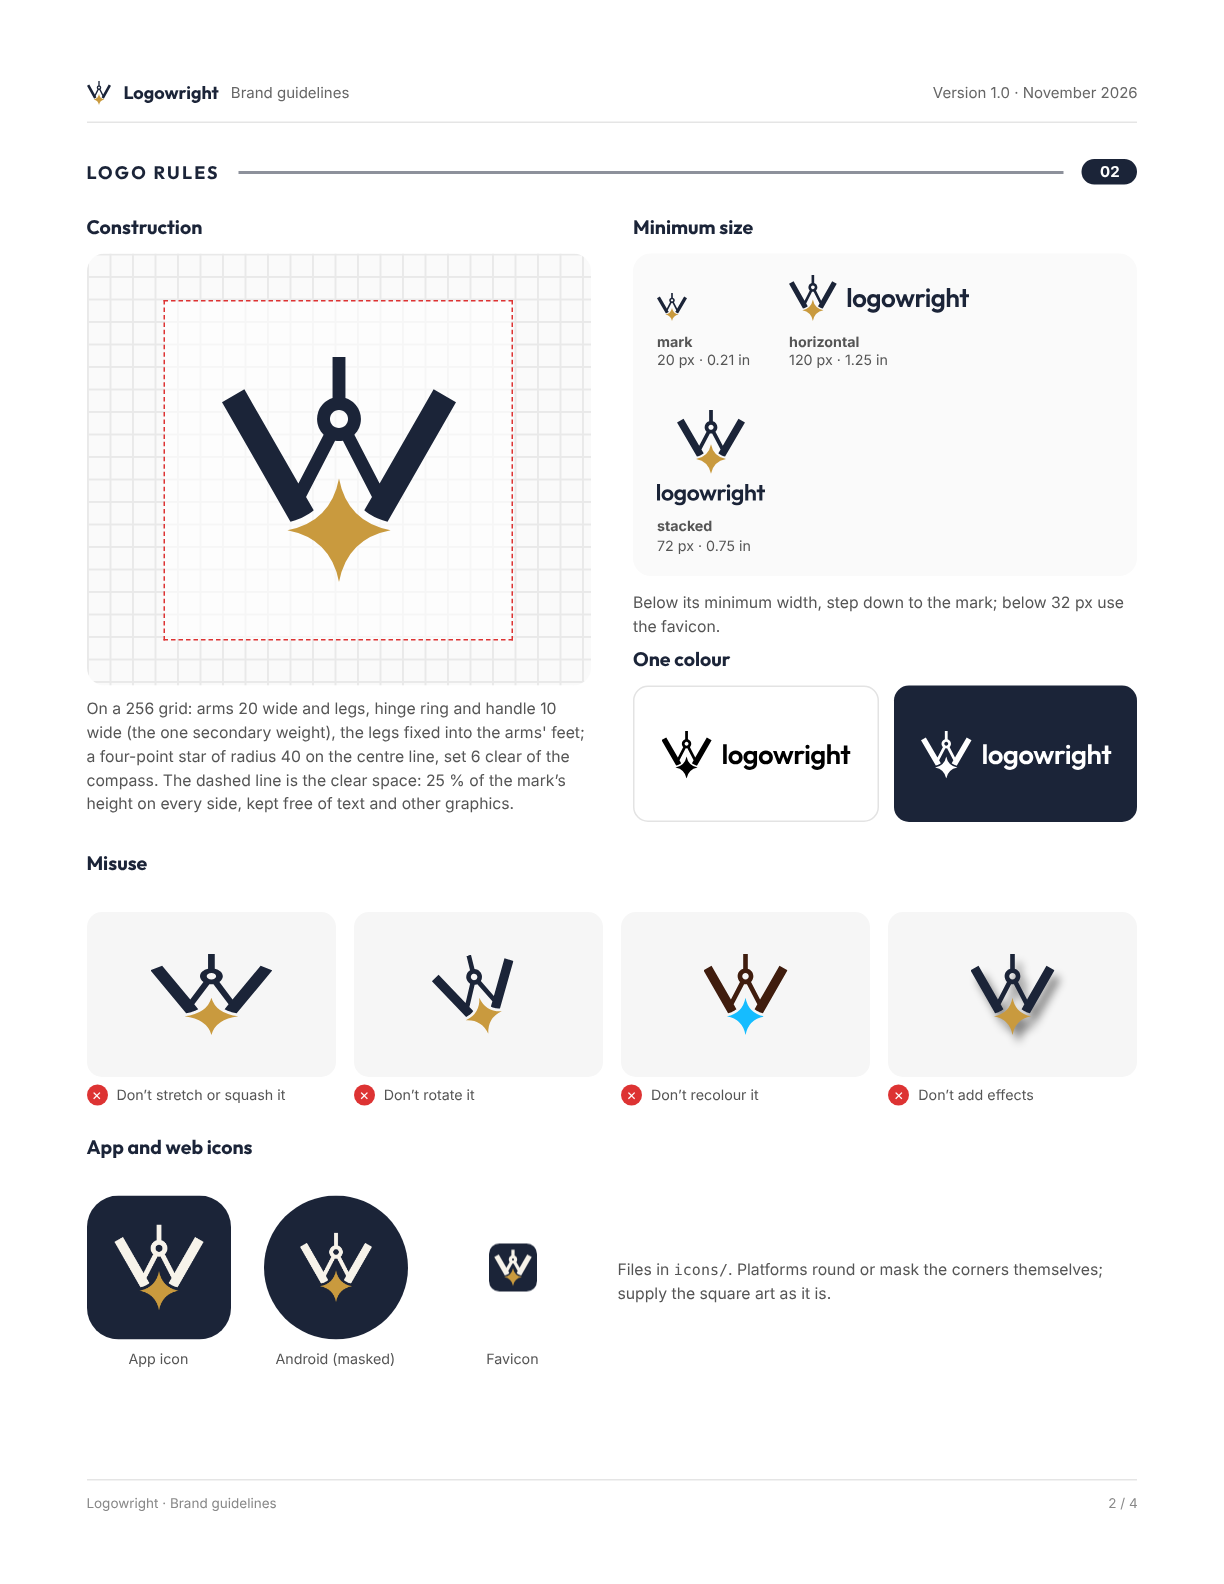 Logowright Brand guidelines
Version 1.0 · November 2026
LOGO RULES
02
Construction
On a 256 grid: arms 20 wide and legs, hinge ring and handle 10
wide (the one secondary weight), the legs fixed into the arms' feet;
a four-point star of radius 40 on the centre line, set 6 clear of the
compass. The dashed line is the clear space: 25 % of the mark’s
height on every side, kept free of text and other graphics.
Minimum size
logowright
mark
20 px · 0.21 in
horizontal
120 px · 1.25 in
logowright
stacked
72 px · 0.75 in
Below its minimum width, step down to the mark; below 32 px use
the favicon.
One colour
logowright
logowright
Misuse
Don’t stretch or squash it
Don’t rotate it
Don’t recolour it
Don’t add effects
App and web icons
App icon
Android (masked)
Favicon
Files in icons/. Platforms round or mask the corners themselves;
supply the square art as it is.
Logowright · Brand guidelines
2 / 4